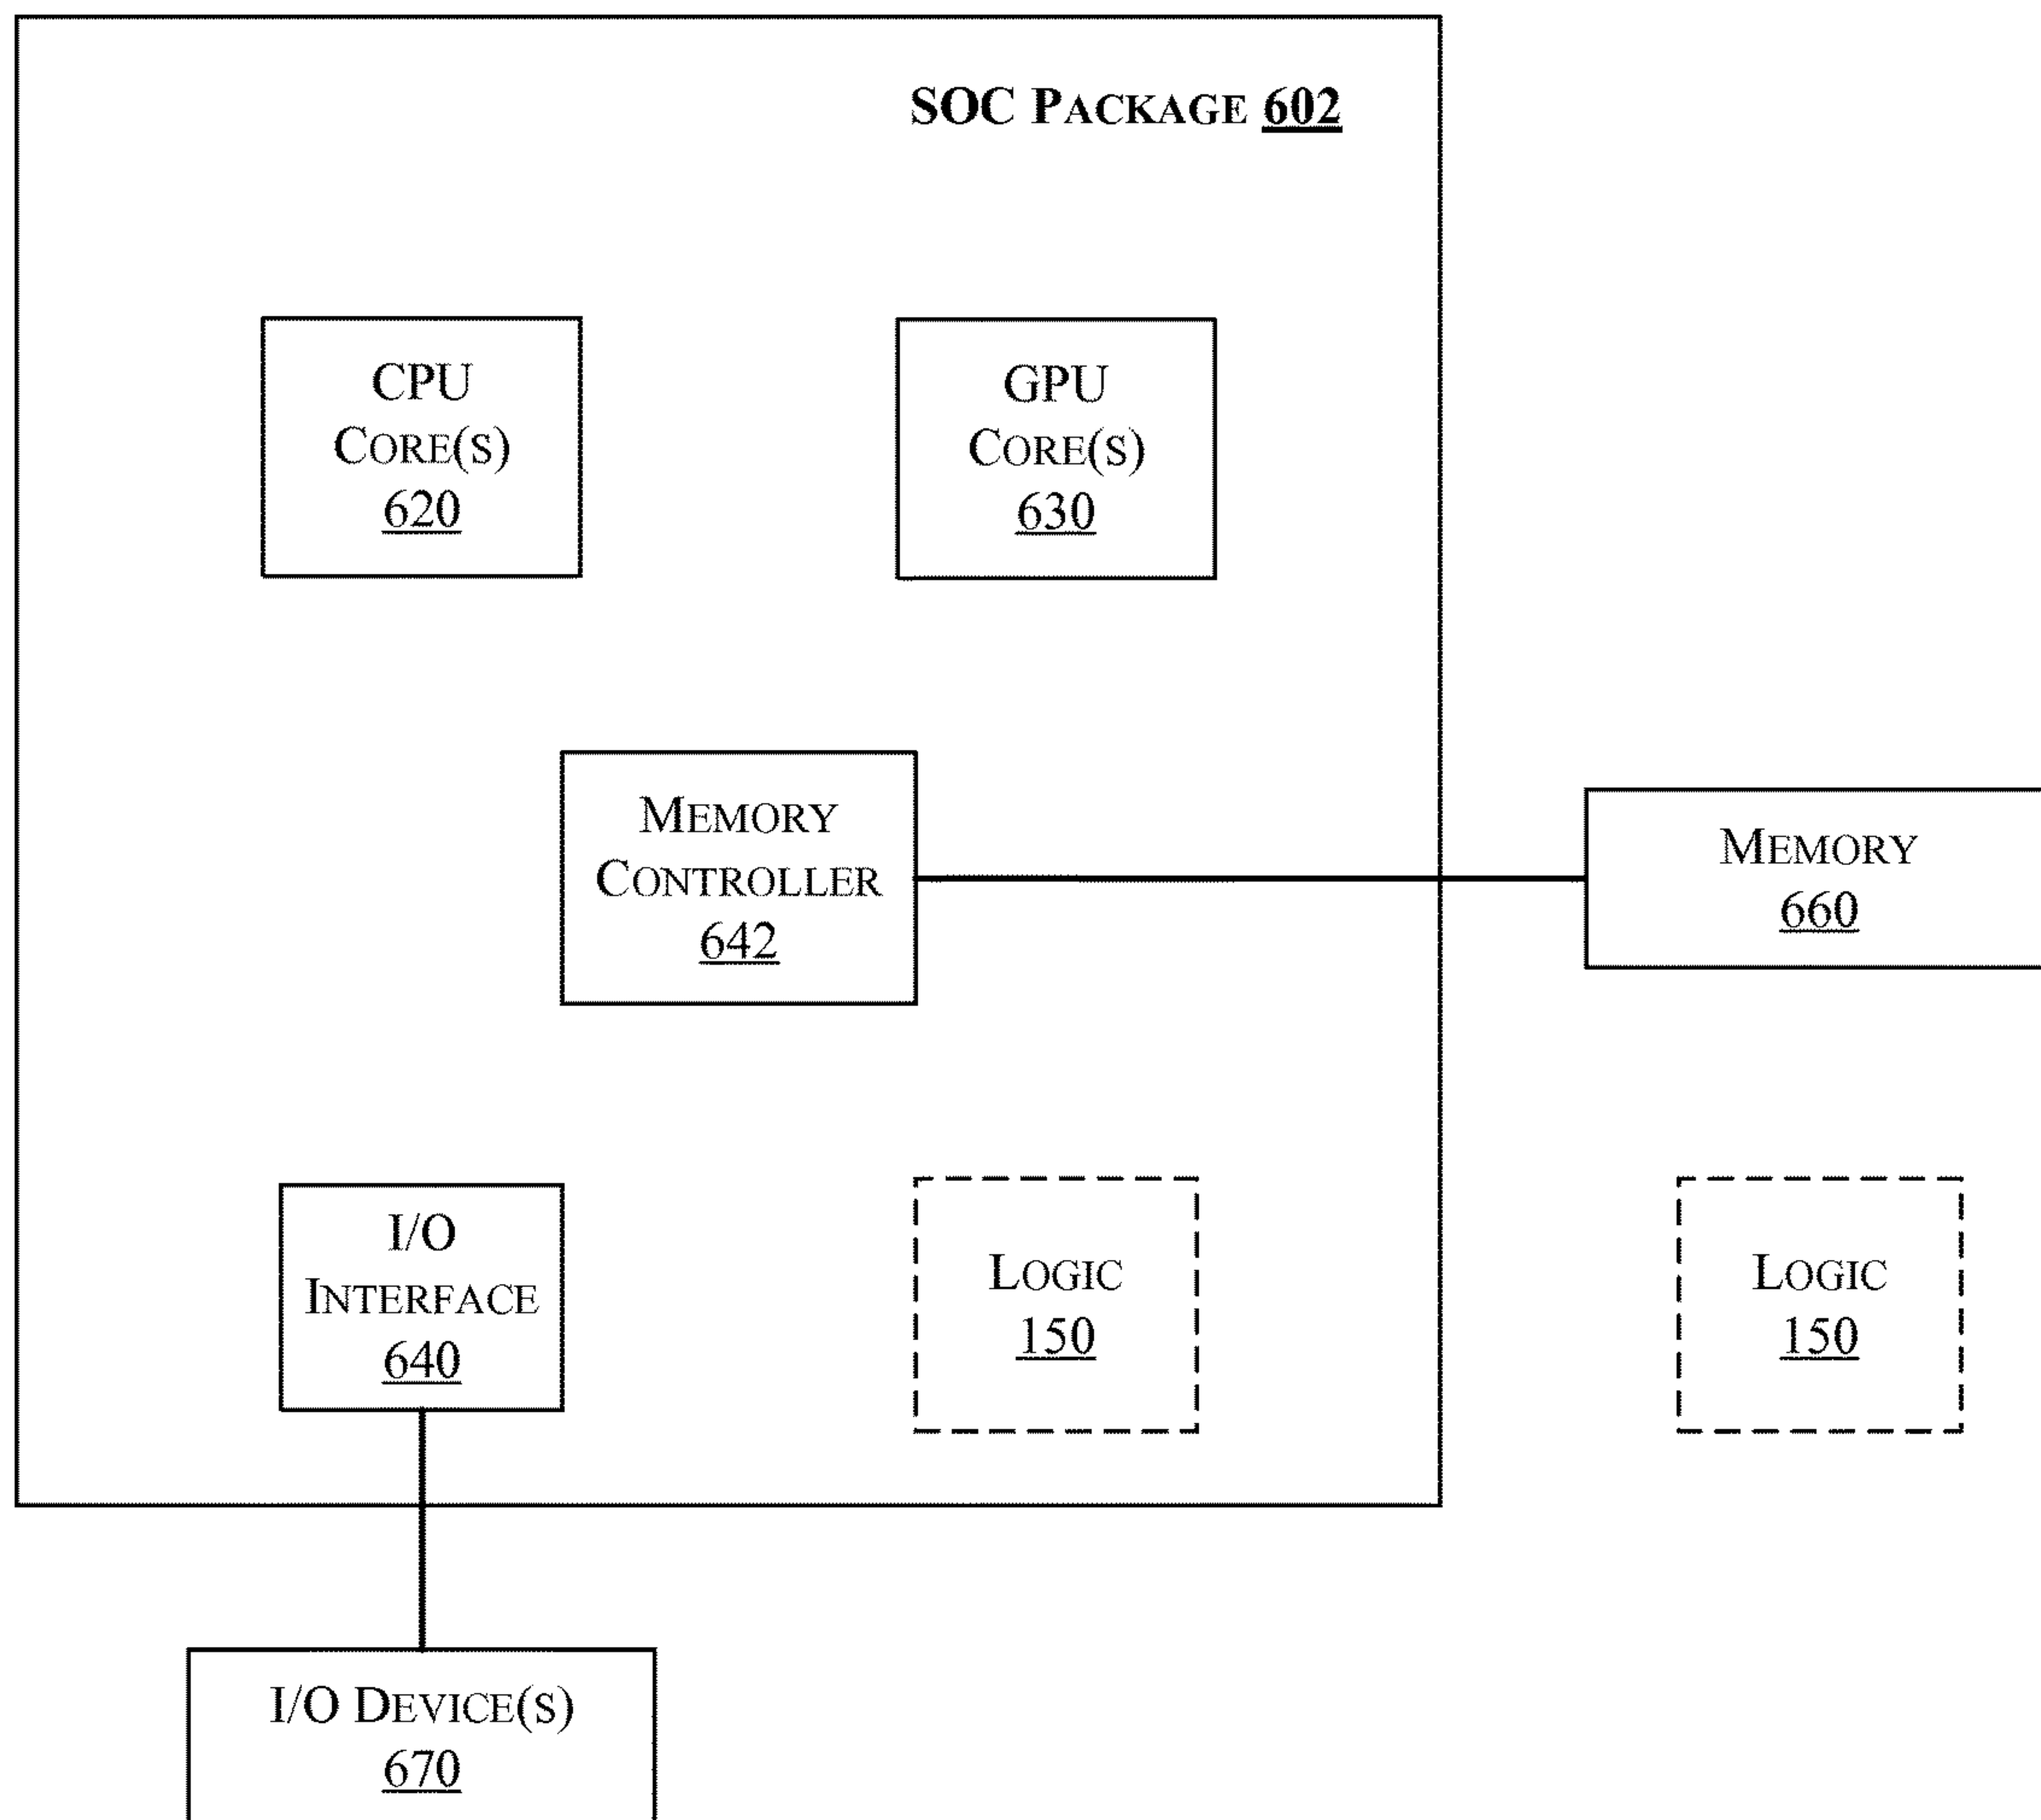 SOC PACKAGE 602
CPU
CORE(S)
620
GPU
CORE(S)
630
MEMORY
CONTROLLER
642
MEMORY
660
I/O
INTERFACE
640
LOGIC
150
LOGIC
150
I/O DEVICE(S)
670